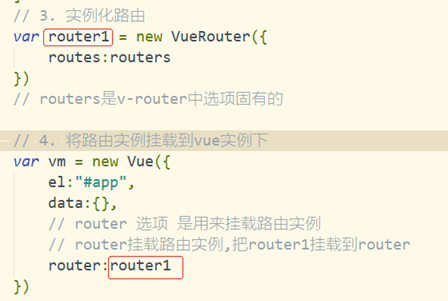 // 3. 实例化路由
var router1 = new VueRouter({
    routes:routers
})
// routers是v-router中选项固有的
// 4. 将路由实例挂载到vue实例下
var vm = new Vue({
    el:"#app",
    data:{},
    // router 选项 是用来挂载路由实例
    // router挂载路由实例,把router1挂载到router
    router:router1
})